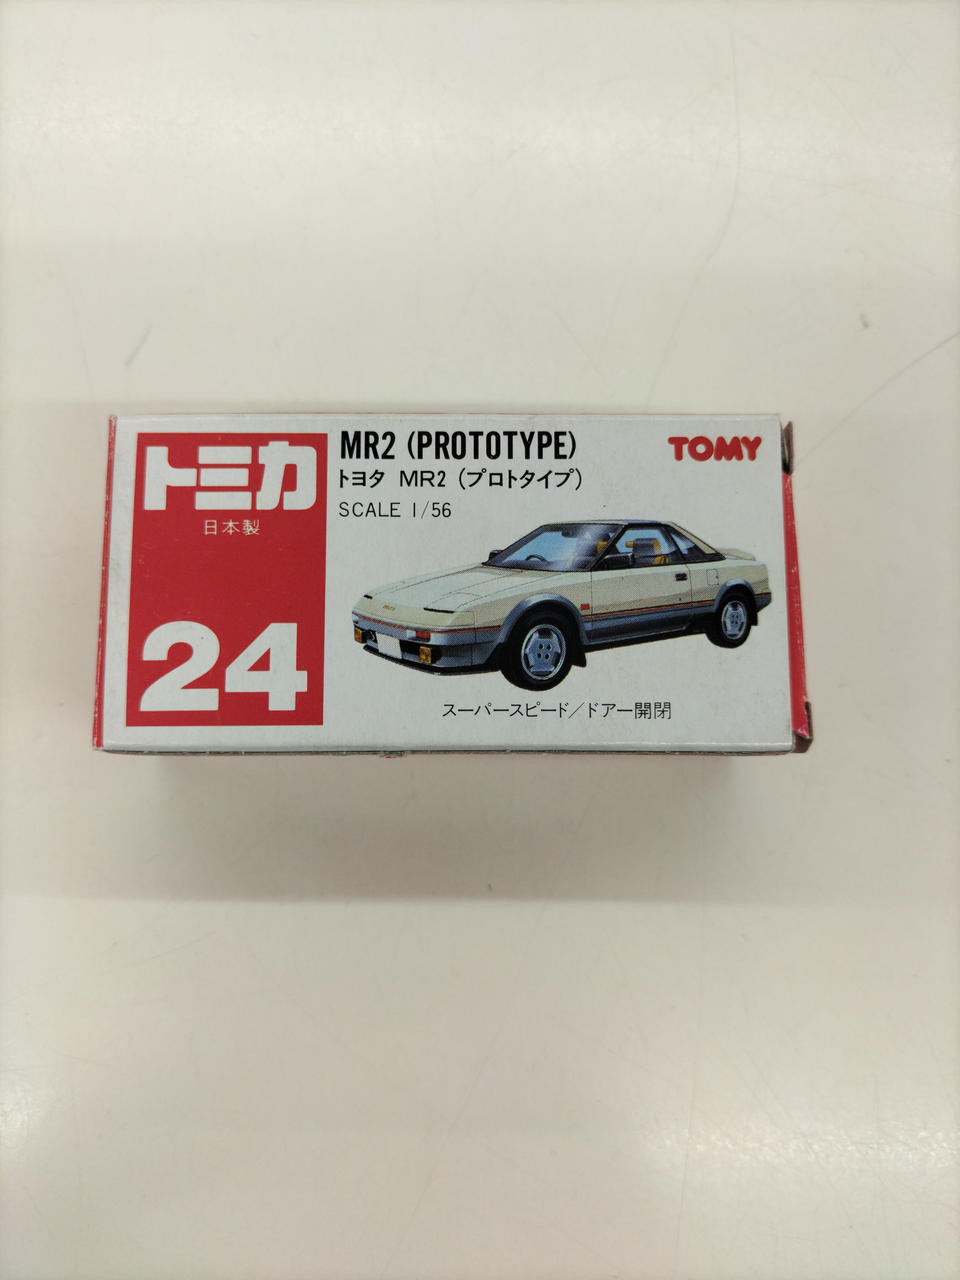 トミカ
日本製
24
MR2 (PROTOTYPE)
トヨタ MR2 (プロトタイプ)
SCALE 1/56
TOMY
スーパースピード/ドアー開閉